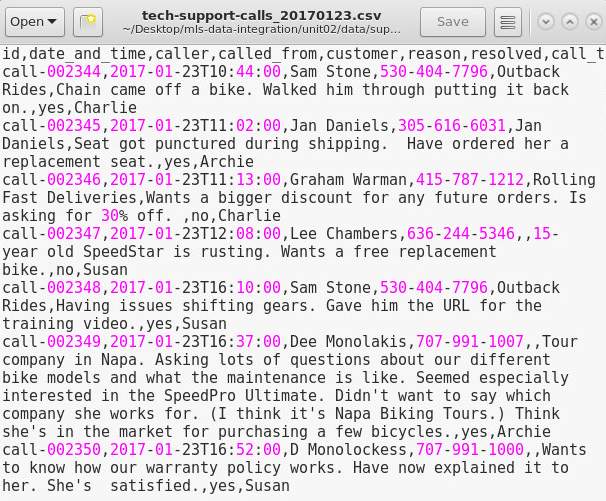 Open
tech-support-calls_20170123.csv
~/Desktop/mls-data-integration/unit02/data/sup...
Save
id,date_and_time,caller,called_from,customer,reason,resolved,call_t
call-002344,2017-01-23T10:44:00,Sam Stone,530-404-7796,Outback
Rides,Chain came off a bike. Walked him through putting it back
on.,yes,Charlie
call-002345,2017-01-23T11:02:00,Jan Daniels,305-616-6031,Jan
Daniels,Seat got punctured during shipping.  Have ordered her a
replacement seat.,yes,Archie
call-002346,2017-01-23T11:13:00,Graham Warman,415-787-1212,Rolling
Fast Deliveries,Wants a bigger discount for any future orders. Is
asking for 30% off. ,no,Charlie
call-002347,2017-01-23T12:08:00,Lee Chambers,636-244-5346,,15-
year old SpeedStar is rusting. Wants a free replacement
bike.,no,Susan
call-002348,2017-01-23T16:10:00,Sam Stone,530-404-7796,Outback
Rides,Having issues shifting gears. Gave him the URL for the
training video.,yes,Susan
call-002349,2017-01-23T16:37:00,Dee Monolakis,707-991-1007,,Tour
company in Napa. Asking lots of questions about our different
bike models and what the maintenance is like. Seemed especially
interested in the SpeedPro Ultimate. Didn't want to say which
company she works for. (I think it's Napa Biking Tours.) Think
she's in the market for purchasing a few bicycles.,yes,Archie
call-002350,2017-01-23T16:52:00,D Monolockess,707-991-1000,,Wants
to know how our warranty policy works. Have now explained it to
her. She's  satisfied.,yes,Susan